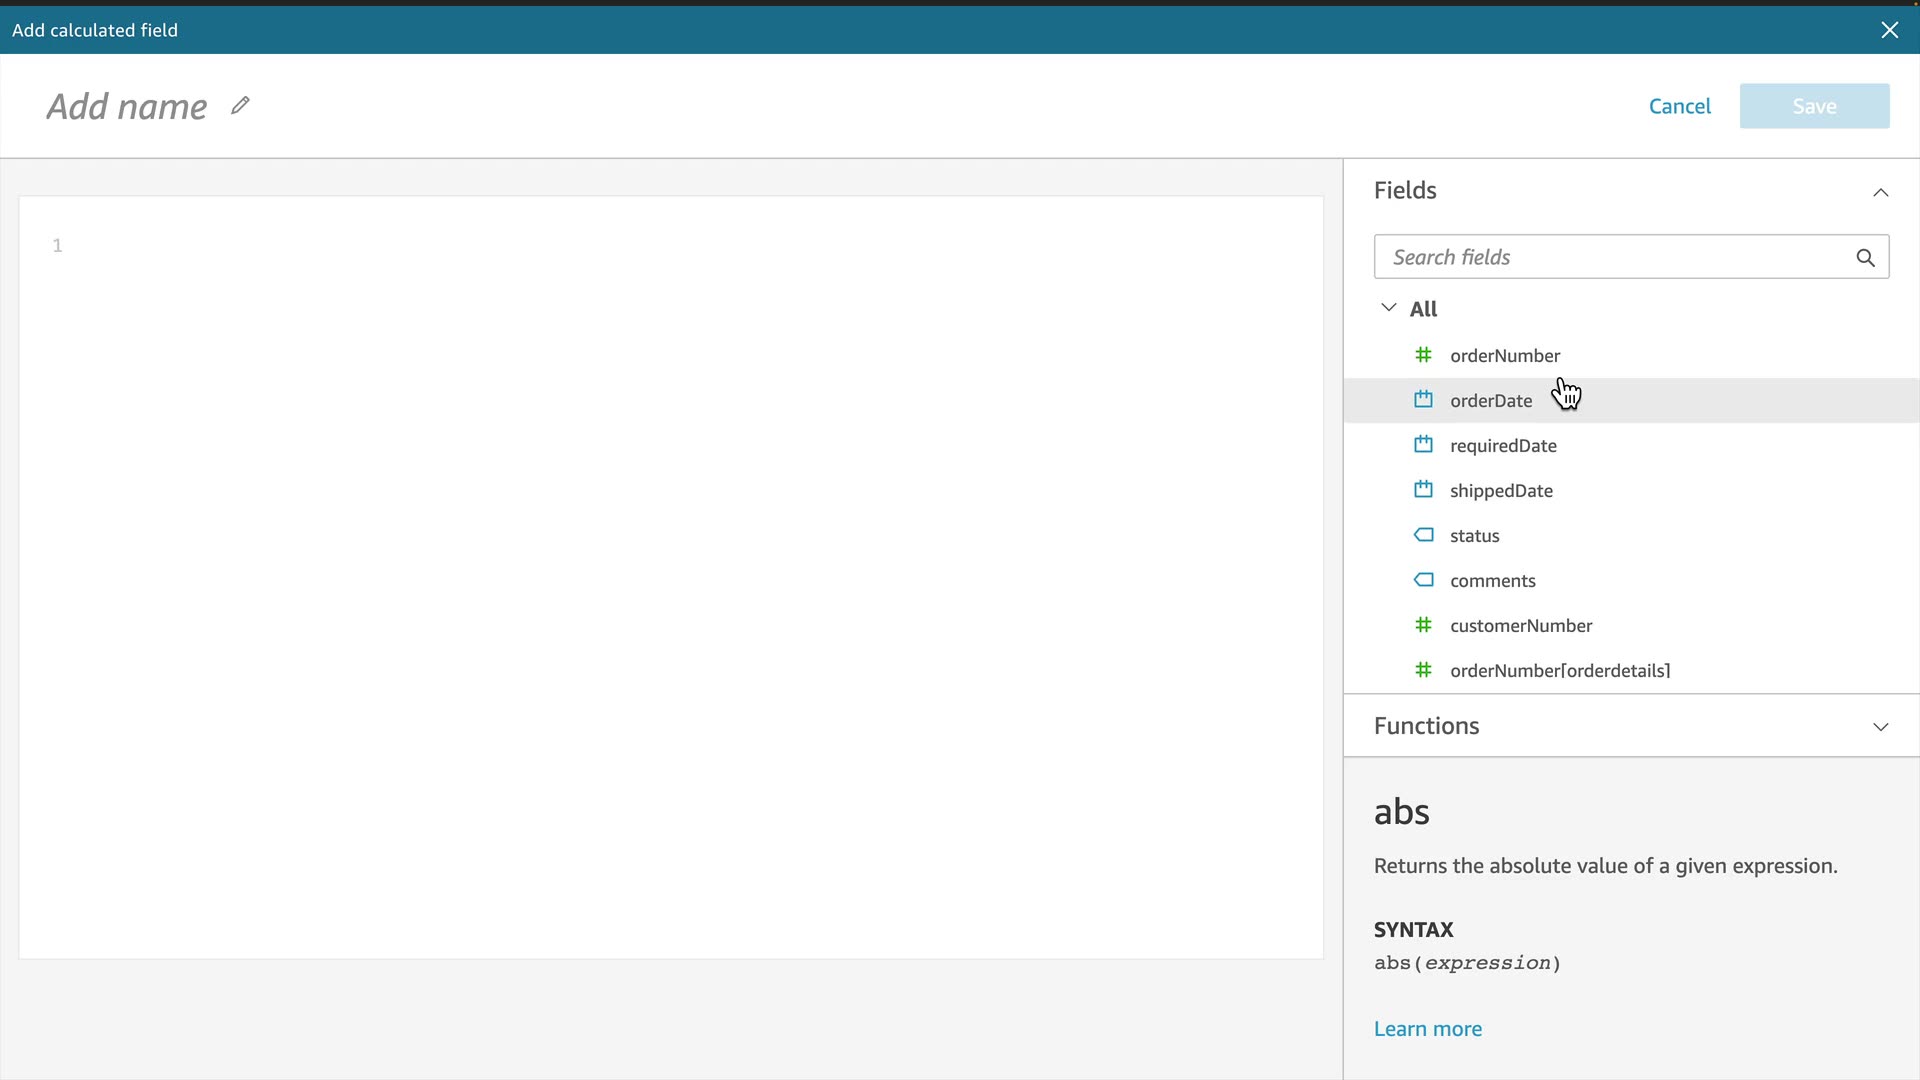 Add calculated field
Add name
Cancel
Save
1
Fields
Search fields
All
orderNumber
orderDate
requiredDate
shippedDate
status
comments
customerNumber
orderNumber[orderdetails]
Functions
abs
Returns the absolute value of a given expression.
SYNTAX
abs(expression)
Learn more